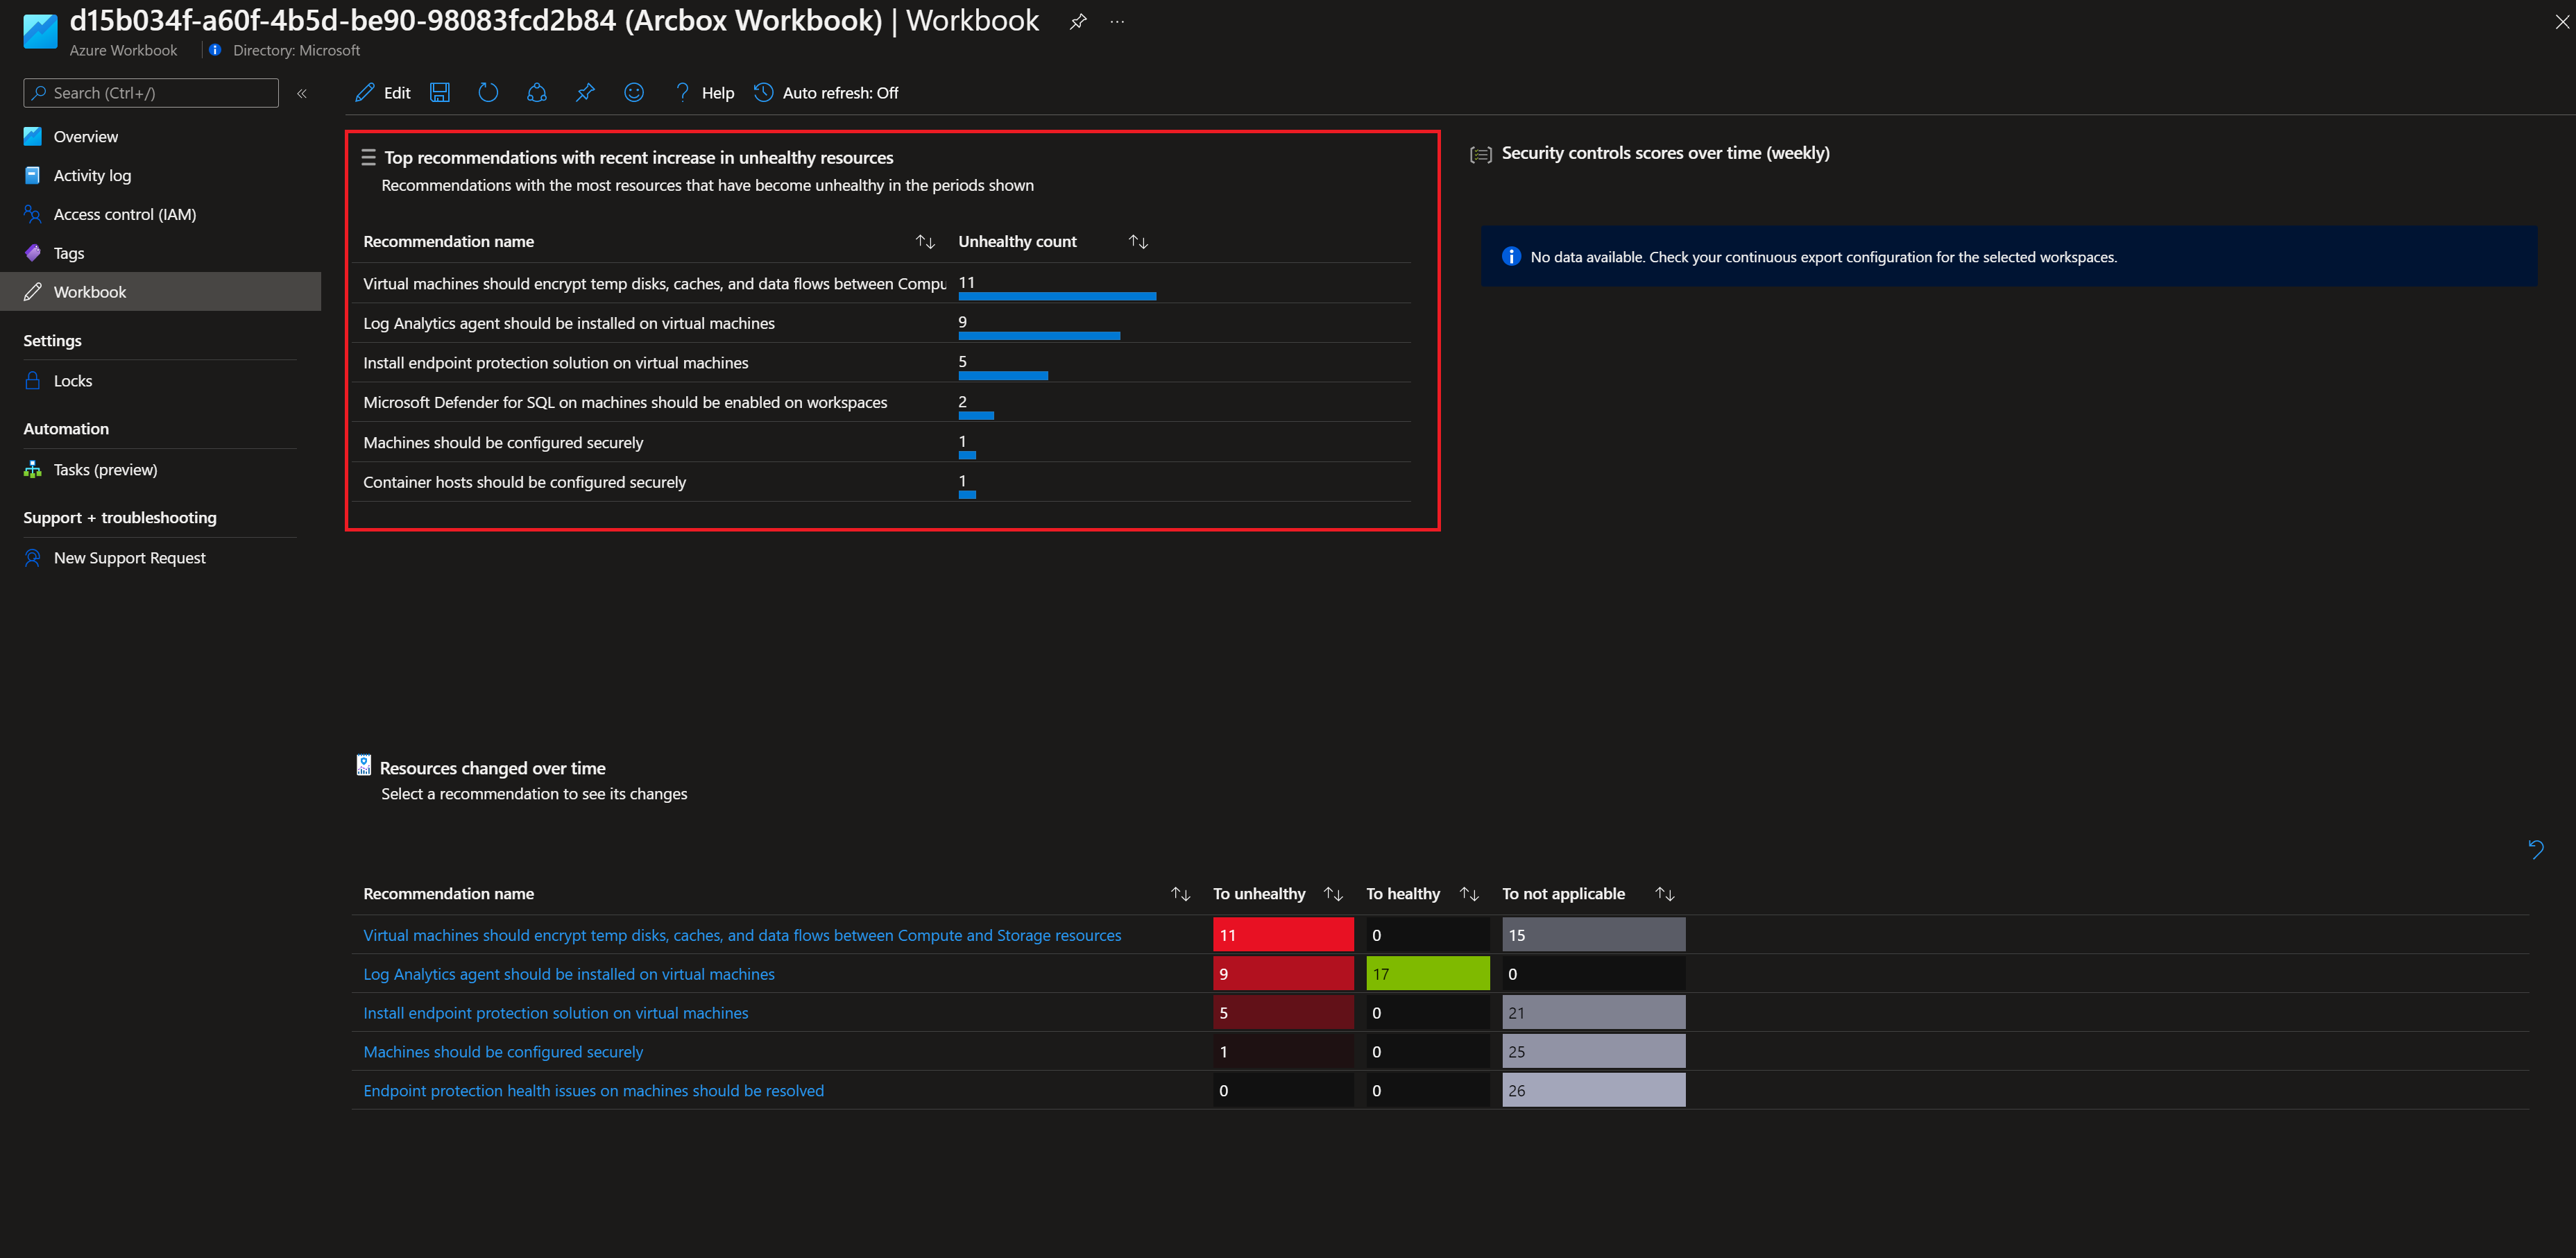 d15b034f-a60f-4b5d-be90-98083fcd2b84 (Arcbox Workbook) | Workbook
Azure Workbook
Directory: Microsoft
Search (Ctrl+/)
Overview
Activity log
Access control (IAM)
Tags
Workbook
Settings
Locks
Automation
Tasks (preview)
Support + troubleshooting
New Support Request
Edit
Help
Auto refresh: Off
Top recommendations with recent increase in unhealthy resources
Recommendations with the most resources that have become unhealthy in the periods shown
Recommendation name Unhealthy count
Virtual machines should encrypt temp disks, caches, and data flows between Compu 11
Log Analytics agent should be installed on virtual machines 9
Install endpoint protection solution on virtual machines 5
Microsoft Defender for SQL on machines should be enabled on workspaces 2
Machines should be configured securely 1
Container hosts should be configured securely 1
Security controls scores over time (weekly)
No data available. Check your continuous export configuration for the selected workspaces.
Resources changed over time
Select a recommendation to see its changes
Recommendation name To unhealthy To healthy To not applicable
Virtual machines should encrypt temp disks, caches, and data flows between Compute and Storage resources 11 0 15
Log Analytics agent should be installed on virtual machines 9 17 0
Install endpoint protection solution on virtual machines 5 0 21
Machines should be configured securely 1 0 25
Endpoint protection health issues on machines should be resolved 0 0 26